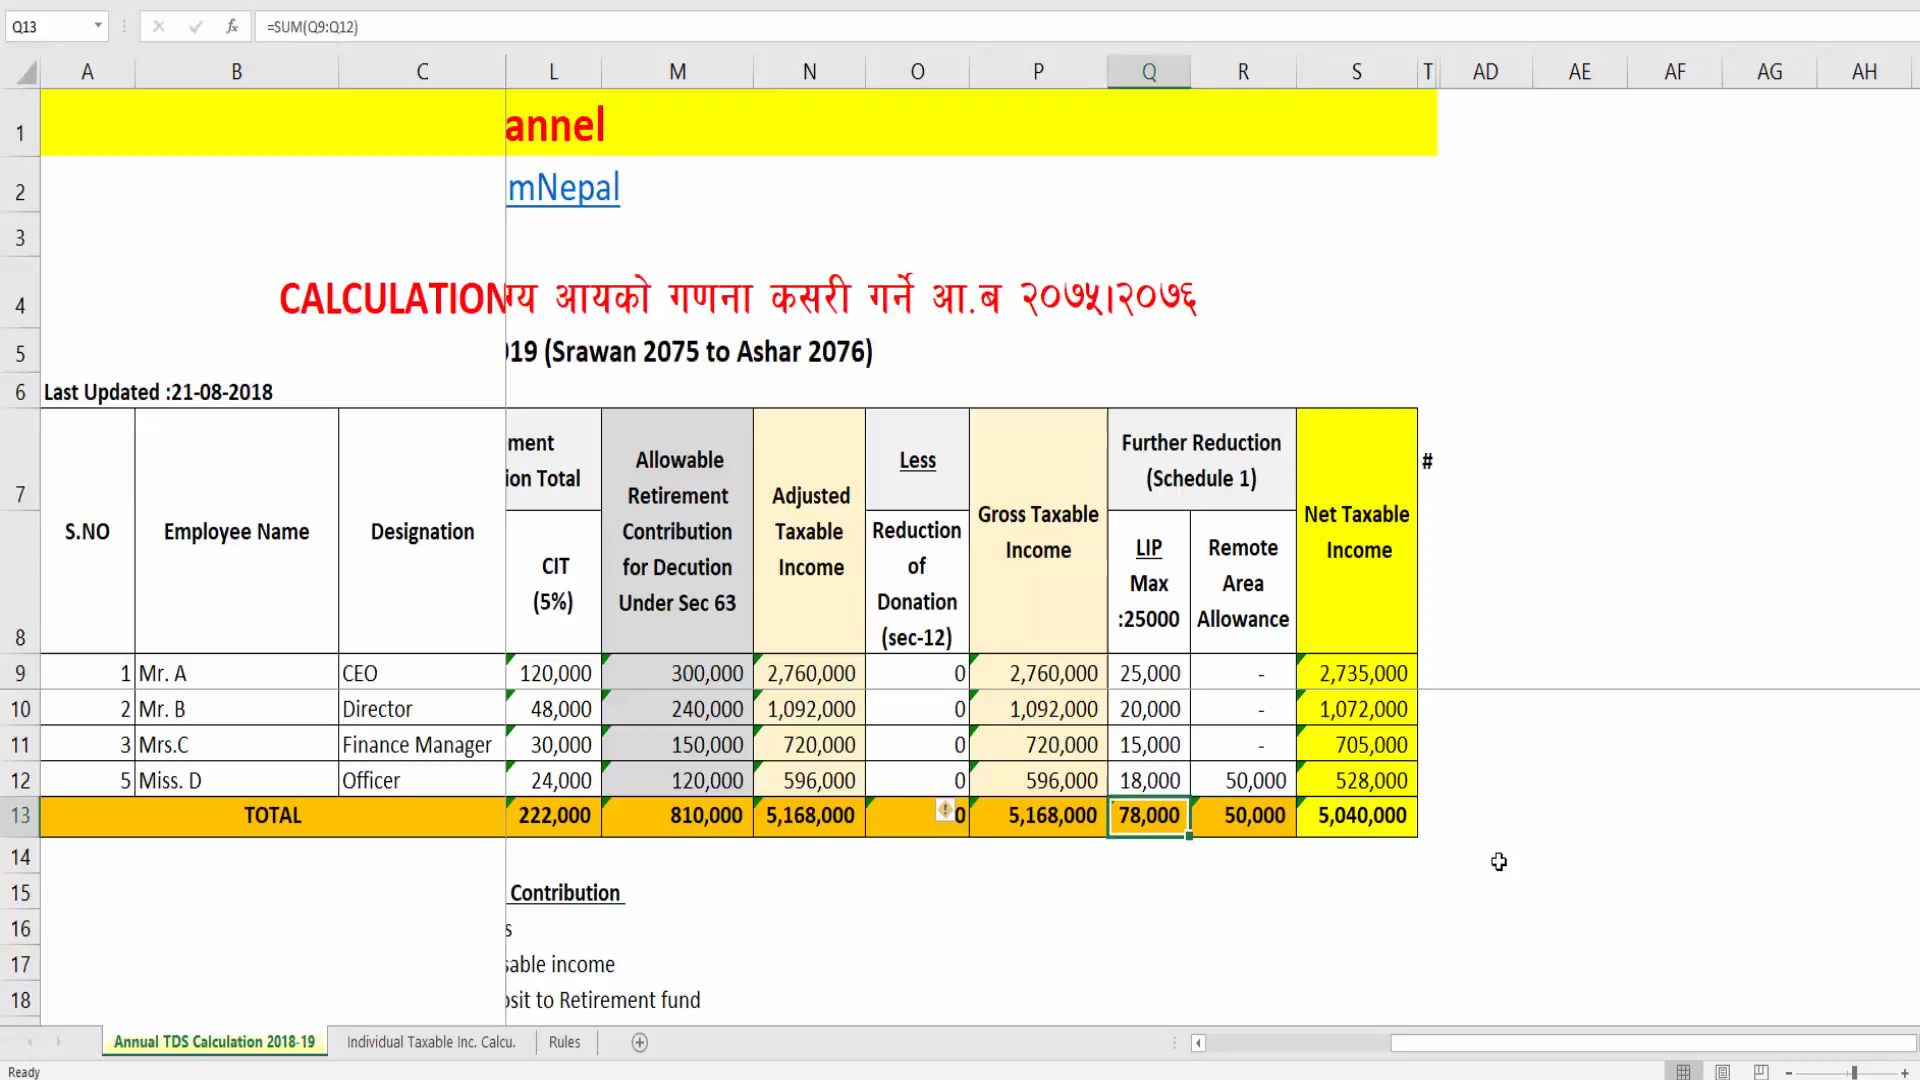 Q13 =SUM(Q9:Q12)
A B C L M N O P Q R S T AD AE AF AG AH
1 annel
2 mNepal
3
4 CALCULATION ग्य आयको गणना कसरी गर्ने आ.ब २०७५।२०७६
5 019 (Srawan 2075 to Ashar 2076)
6 Last Updated :21-08-2018
7
8
S.NO
Employee Name
Designation
ment
ion Total
CIT
(5%)
Allowable
Retirement
Contribution
for Decution
Under Sec 63
Adjusted
Taxable
Income
Less
Reduction
of
Donation
(sec-12)
Gross Taxable
Income
Further Reduction
(Schedule 1)
LIP
Max
:25000
Remote
Area
Allowance
Net Taxable
Income
#
9 1 Mr. A CEO 120,000 300,000 2,760,000 0 2,760,000 25,000 - 2,735,000
10 2 Mr. B Director 48,000 240,000 1,092,000 0 1,092,000 20,000 - 1,072,000
11 3 Mrs.C Finance Manager 30,000 150,000 720,000 0 720,000 15,000 - 705,000
12 5 Miss. D Officer 24,000 120,000 596,000 0 596,000 18,000 50,000 528,000
13 TOTAL 222,000 810,000 5,168,000 0 5,168,000 78,000 50,000 5,040,000
14
15 Contribution
16 s
17 sable income
18 osit to Retirement fund
Annual TDS Calculation 2018-19 Individual Taxable Inc. Calcu. Rules
Ready